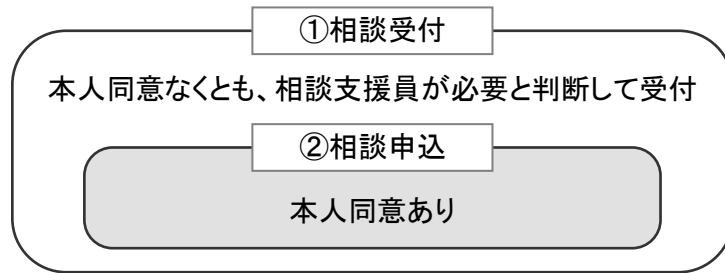 ①相談受付
本人同意なくとも、相談支援員が必要と判断して受付
②相談申込
本人同意あり